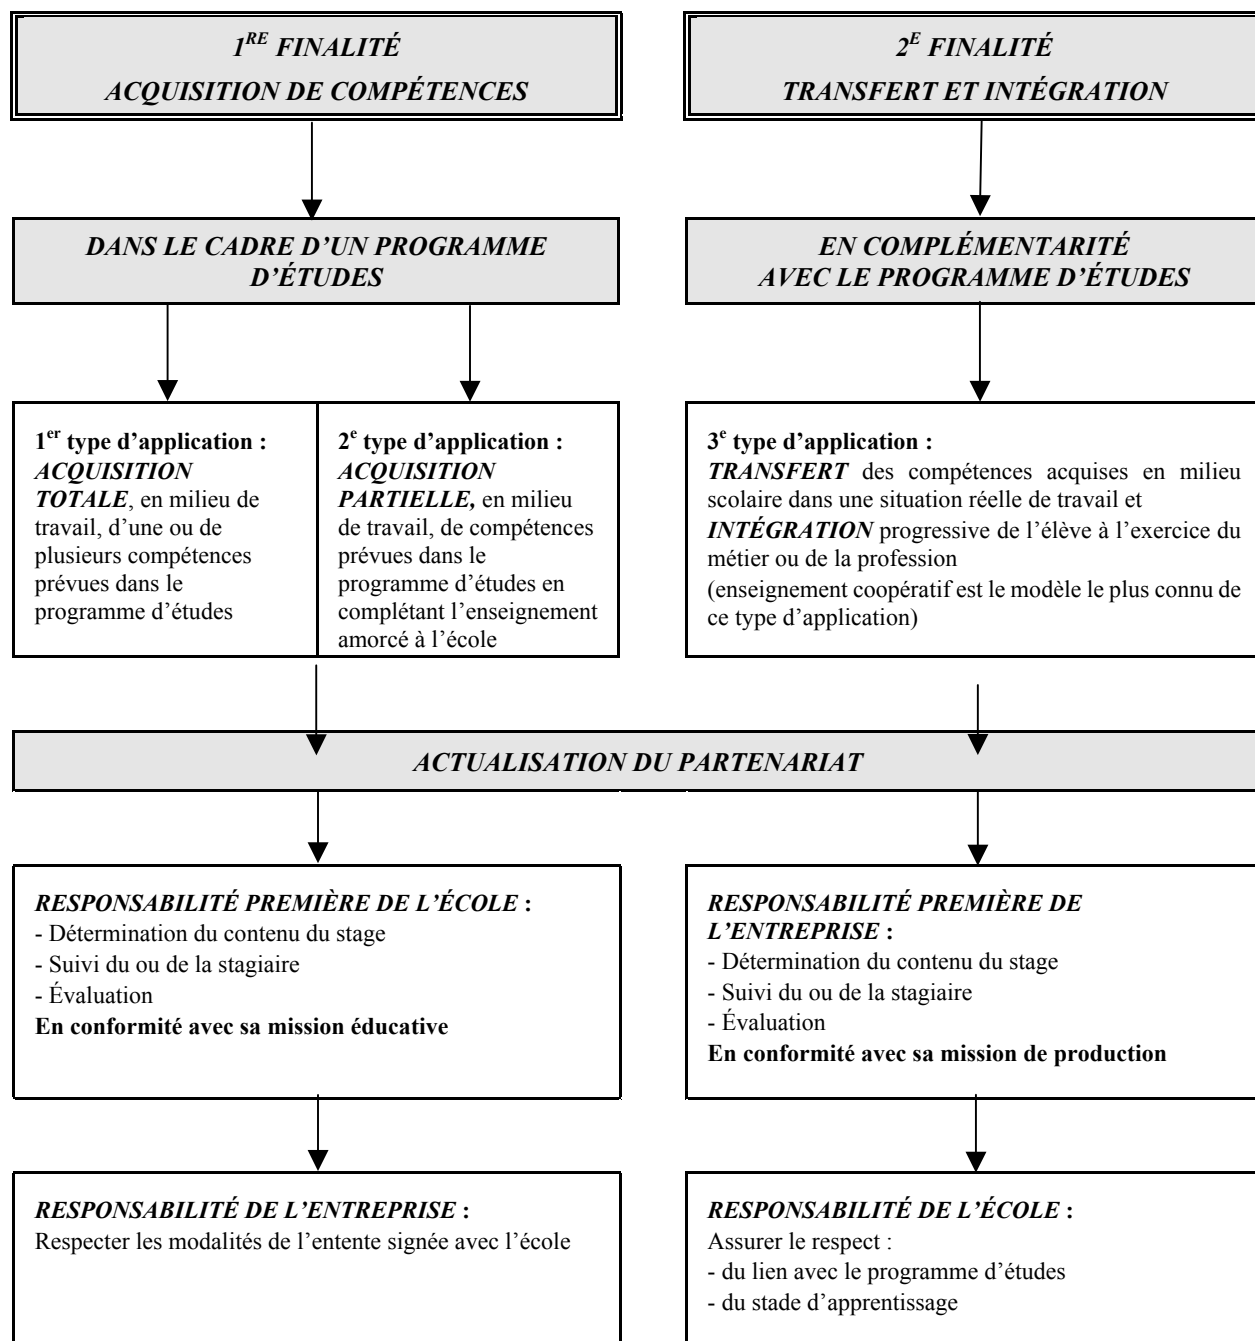 1RE FINALITÉ
ACQUISITION DE COMPÉTENCES
2E FINALITÉ
TRANSFERT ET INTÉGRATION
DANS LE CADRE D’UN PROGRAMME
D’ÉTUDES
EN COMPLÉMENTARITÉ
AVEC LE PROGRAMME D’ÉTUDES
1er type d’application :
ACQUISITION
TOTALE, en milieu de
travail, d’une ou de
plusieurs compétences
prévues dans le
programme d’études
2e type d’application :
ACQUISITION
PARTIELLE, en milieu
de travail, de compétences
prévues dans le
programme d’études en
complétant l’enseignement
amorcé à l’école
3e type d’application :
TRANSFERT des compétences acquises en milieu
scolaire dans une situation réelle de travail et
INTÉGRATION progressive de l’élève à l’exercice du
métier ou de la profession
(enseignement coopératif est le modèle le plus connu de
ce type d’application)
ACTUALISATION DU PARTENARIAT
RESPONSABILITÉ PREMIÈRE DE L’ÉCOLE :
- Détermination du contenu du stage
- Suivi du ou de la stagiaire
- Évaluation
En conformité avec sa mission éducative
RESPONSABILITÉ PREMIÈRE DE
L’ENTREPRISE :
- Détermination du contenu du stage
- Suivi du ou de la stagiaire
- Évaluation
En conformité avec sa mission de production
RESPONSABILITÉ DE L’ENTREPRISE :
Respecter les modalités de l’entente signée avec l’école
RESPONSABILITÉ DE L’ÉCOLE :
Assurer le respect :
- du lien avec le programme d’études
- du stade d’apprentissage